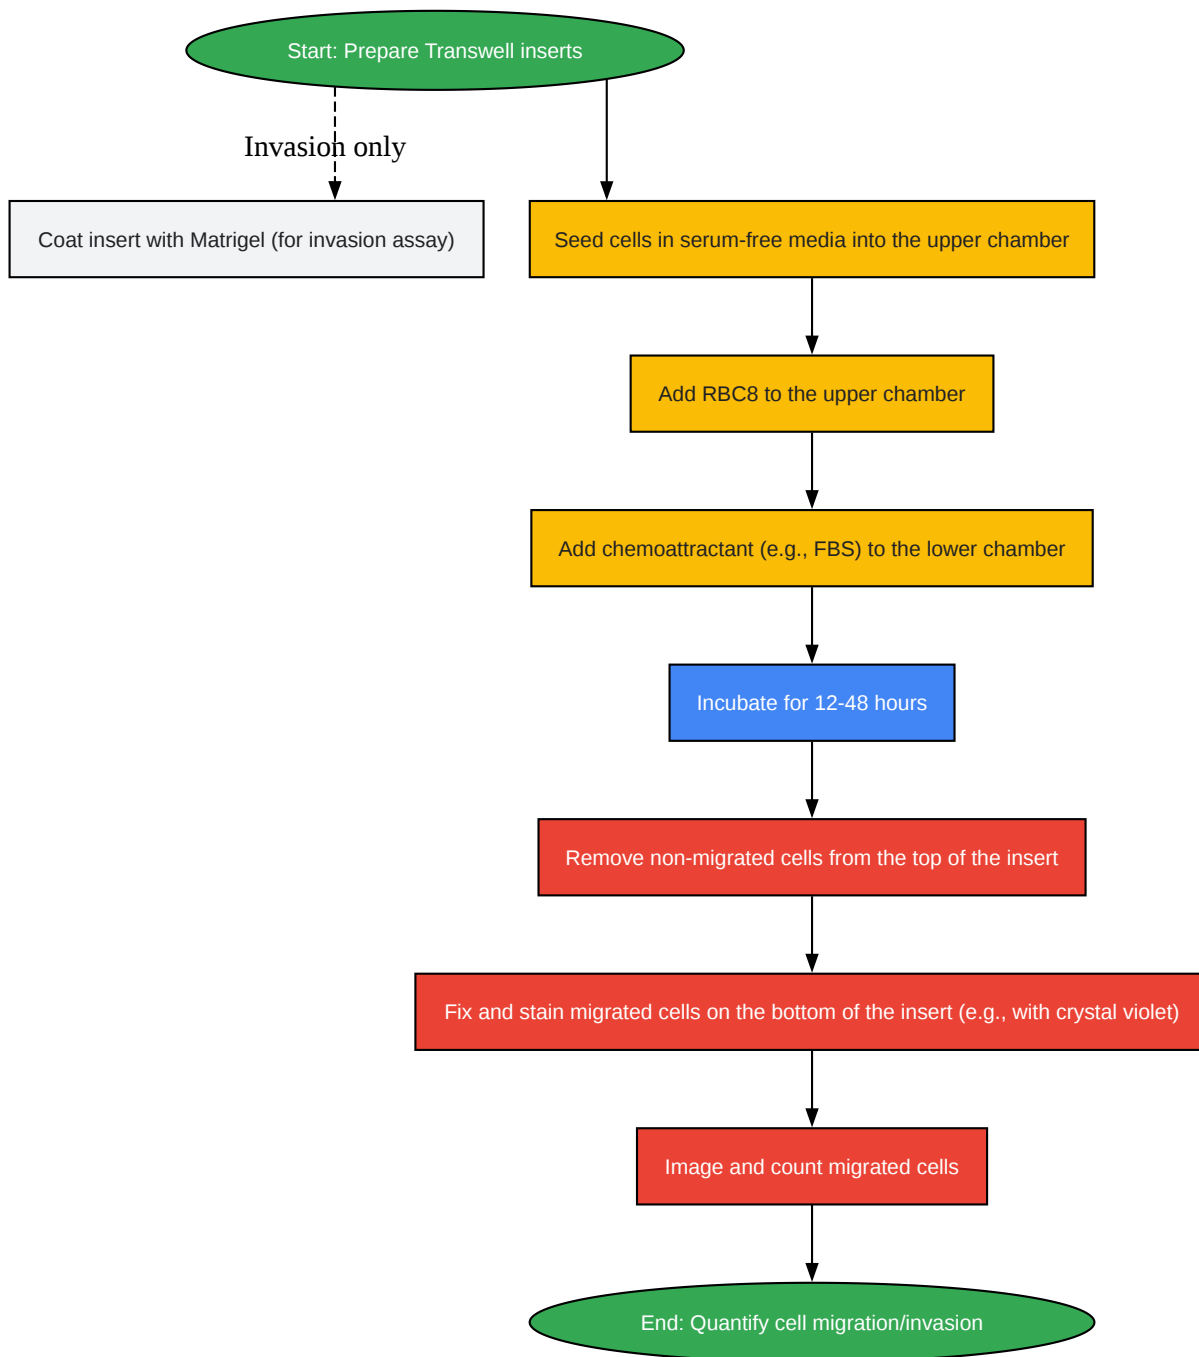 Start: Prepare Transwell inserts
Invasion only
Coat insert with Matrigel (for invasion assay)
Seed cells in serum-free media into the upper chamber
Add RBC8 to the upper chamber
Add chemoattractant (e.g., FBS) to the lower chamber
Incubate for 12-48 hours
Remove non-migrated cells from the top of the insert
Fix and stain migrated cells on the bottom of the insert (e.g., with crystal violet)
Image and count migrated cells
End: Quantify cell migration/invasion